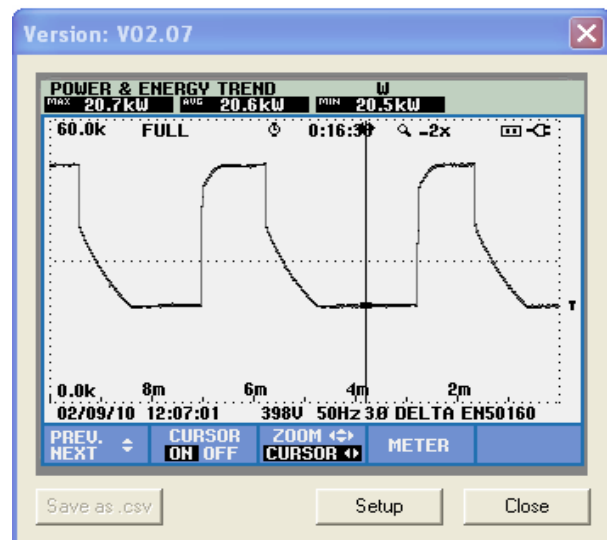 Version: V02.07
POWER & ENERGY TREND W
MAX 20.7kW AVG 20.6kW MIN 20.5kW
60.0k FULL 0:16:3 -2x
0.0k 8m 6m 4m 2m
T
02/09/10 12:07:01 398V 50Hz 3Ø DELTA EN50160
PREV. NEXT CURSOR ON OFF ZOOM CURSOR METER
Save as .csv Setup Close